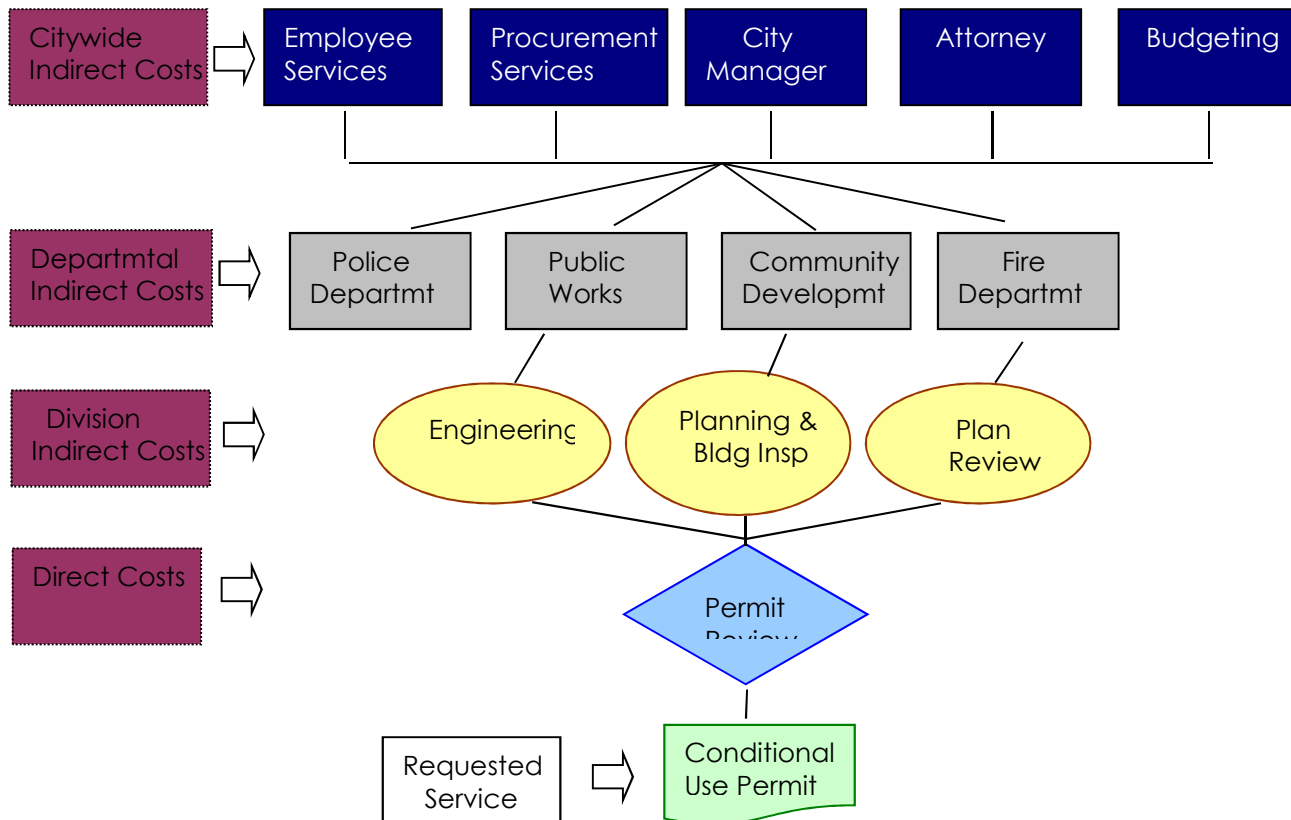 Citywide
Indirect Costs
Employee
Services
Procurement
Services
City
Manager
Attorney
Budgeting
Departmtal
Indirect Costs
Police
Departmt
Public
Works
Community
Developmt
Fire
Departmt
Division
Indirect Costs
Engineering
Planning &
Bldg Insp
Plan
Review
Direct Costs
Permit
Review
Requested
Service
Conditional
Use Permit